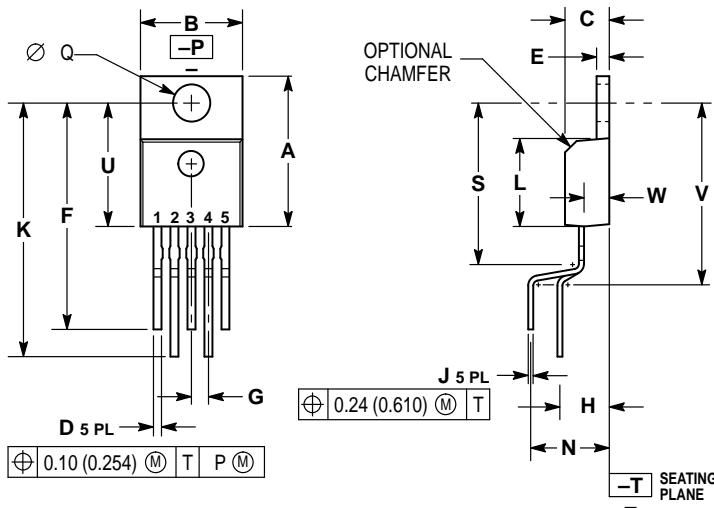 B
–P
–
Ø Q
OPTIONAL
CHAMFER
C
E
U
A
K
F
S
L
W
V
1 2 3 4 5
G
D 5 PL
⌖ 0.10 (0.254) Ⓜ T P Ⓜ
J 5 PL
⌖ 0.24 (0.610) Ⓜ T
H
N
–T SEATING
PLANE
–